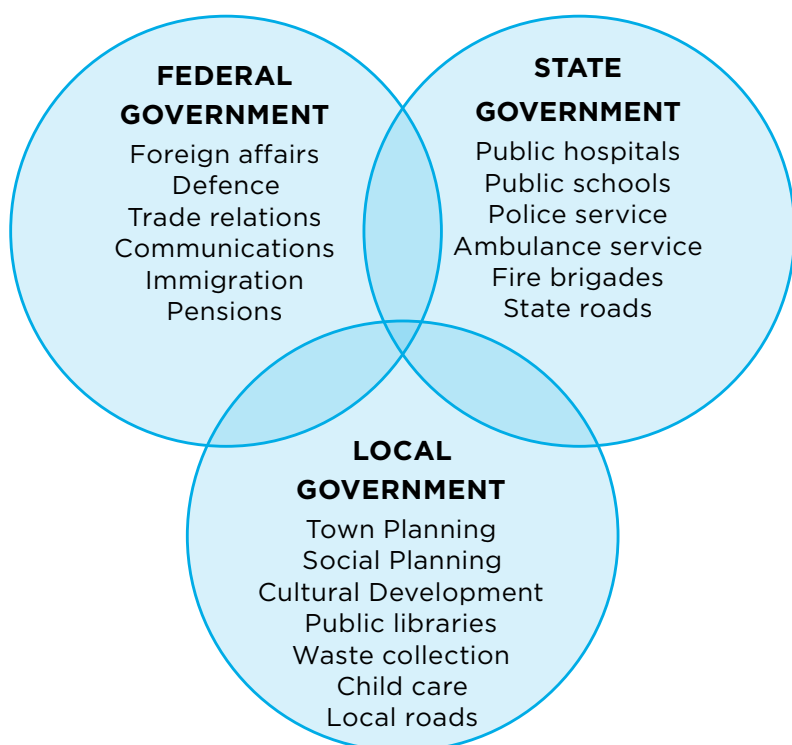 FEDERAL
GOVERNMENT
Foreign affairs
Defence
Trade relations
Communications
Immigration
Pensions
STATE
GOVERNMENT
Public hospitals
Public schools
Police service
Ambulance service
Fire brigades
State roads
LOCAL
GOVERNMENT
Town Planning
Social Planning
Cultural Development
Public libraries
Waste collection
Child care
Local roads